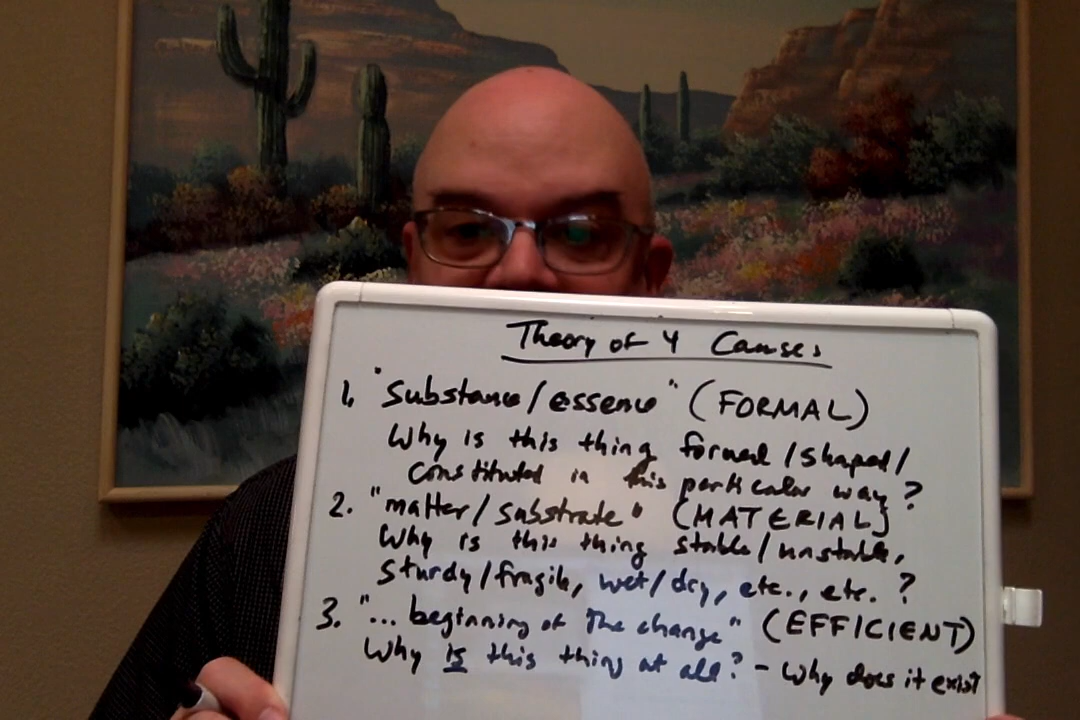 Theory of 4 Causes
1. "Substance/essence" (FORMAL)
Why is this thing formed/shaped/
constituted in this particular way?
2. "matter/substrate" (MATERIAL)
Why is this thing stable/unstable,
sturdy/fragile, wet/dry, etc., etc.?
3. "... beginning of the change" (EFFICIENT)
Why is this thing at all? - Why does it exist